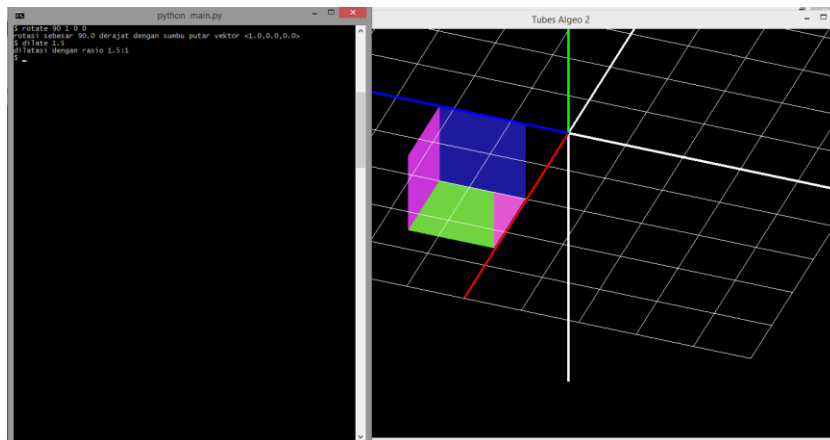 python main.py
$ rotate 90 1 0 0
rotasi sebesar 90.0 derajat dengan sumbu putar vektor <1.0,0.0,0.0>
$ dilate 1.5
dilatasi dengan rasio 1.5:1
$ _
Tubes Algeo 2